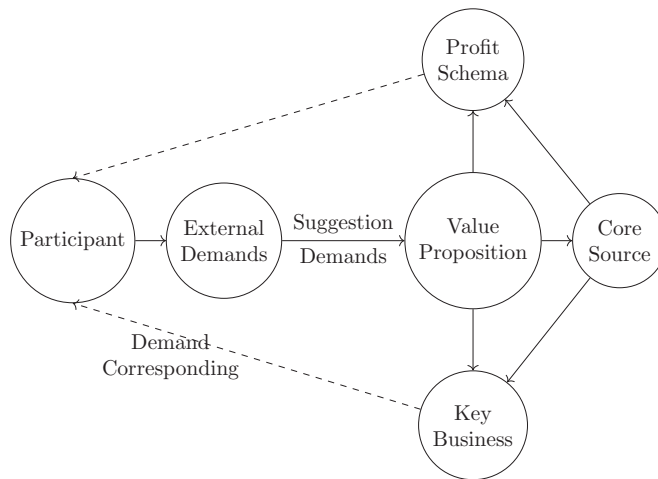 Profit
Schema
Participant
External
Demands
Suggestion
Demands
Value
Proposition
Core
Source
Demand
Corresponding
Key
Business